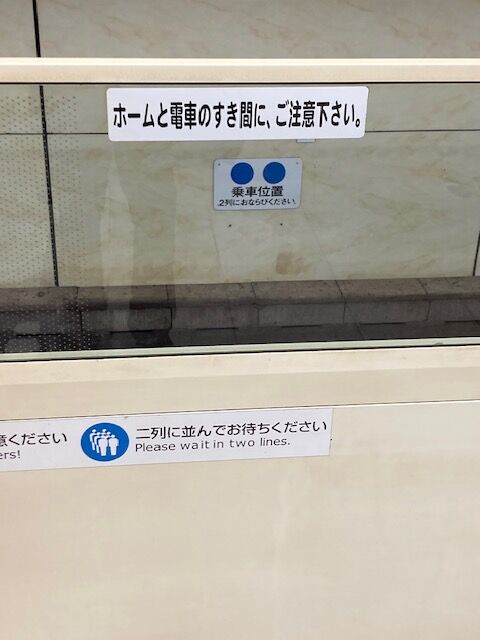 ホームと電車のすき間に、ご注意下さい。
乗車位置
2列におならびください
意ください
ers!
二列に並んでお待ちください
Please wait in two lines.